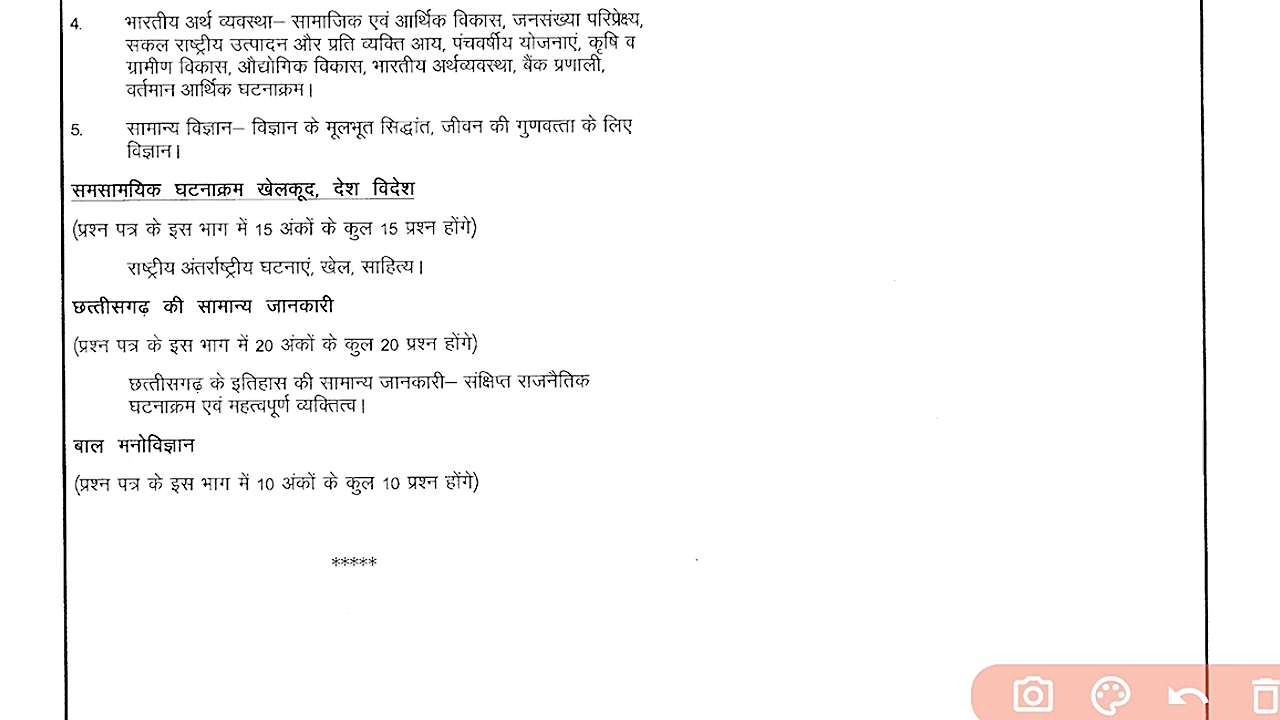 4. भारतीय अर्थ व्यवस्था– सामाजिक एवं आर्थिक विकास, जनसंख्या परिप्रेक्ष्य,
सकल राष्ट्रीय उत्पादन और प्रति व्यक्ति आय, पंचवर्षीय योजनाएं, कृषि व
ग्रामीण विकास, औद्योगिक विकास, भारतीय अर्थव्यवस्था, बैंक प्रणाली,
वर्तमान आर्थिक घटनाक्रम।
5. सामान्य विज्ञान– विज्ञान के मूलभूत सिद्धांत, जीवन की गुणवत्ता के लिए
विज्ञान।
समसामयिक घटनाक्रम खेलकूद, देश विदेश
(प्रश्न पत्र के इस भाग में 15 अंकों के कुल 15 प्रश्न होंगे)
राष्ट्रीय अंतर्राष्ट्रीय घटनाएं, खेल, साहित्य।
छत्तीसगढ़ की सामान्य जानकारी
(प्रश्न पत्र के इस भाग में 20 अंकों के कुल 20 प्रश्न होंगे)
छत्तीसगढ़ के इतिहास की सामान्य जानकारी– संक्षिप्त राजनैतिक
घटनाक्रम एवं महत्वपूर्ण व्यक्तित्व।
बाल मनोविज्ञान
(प्रश्न पत्र के इस भाग में 10 अंकों के कुल 10 प्रश्न होंगे)
*****